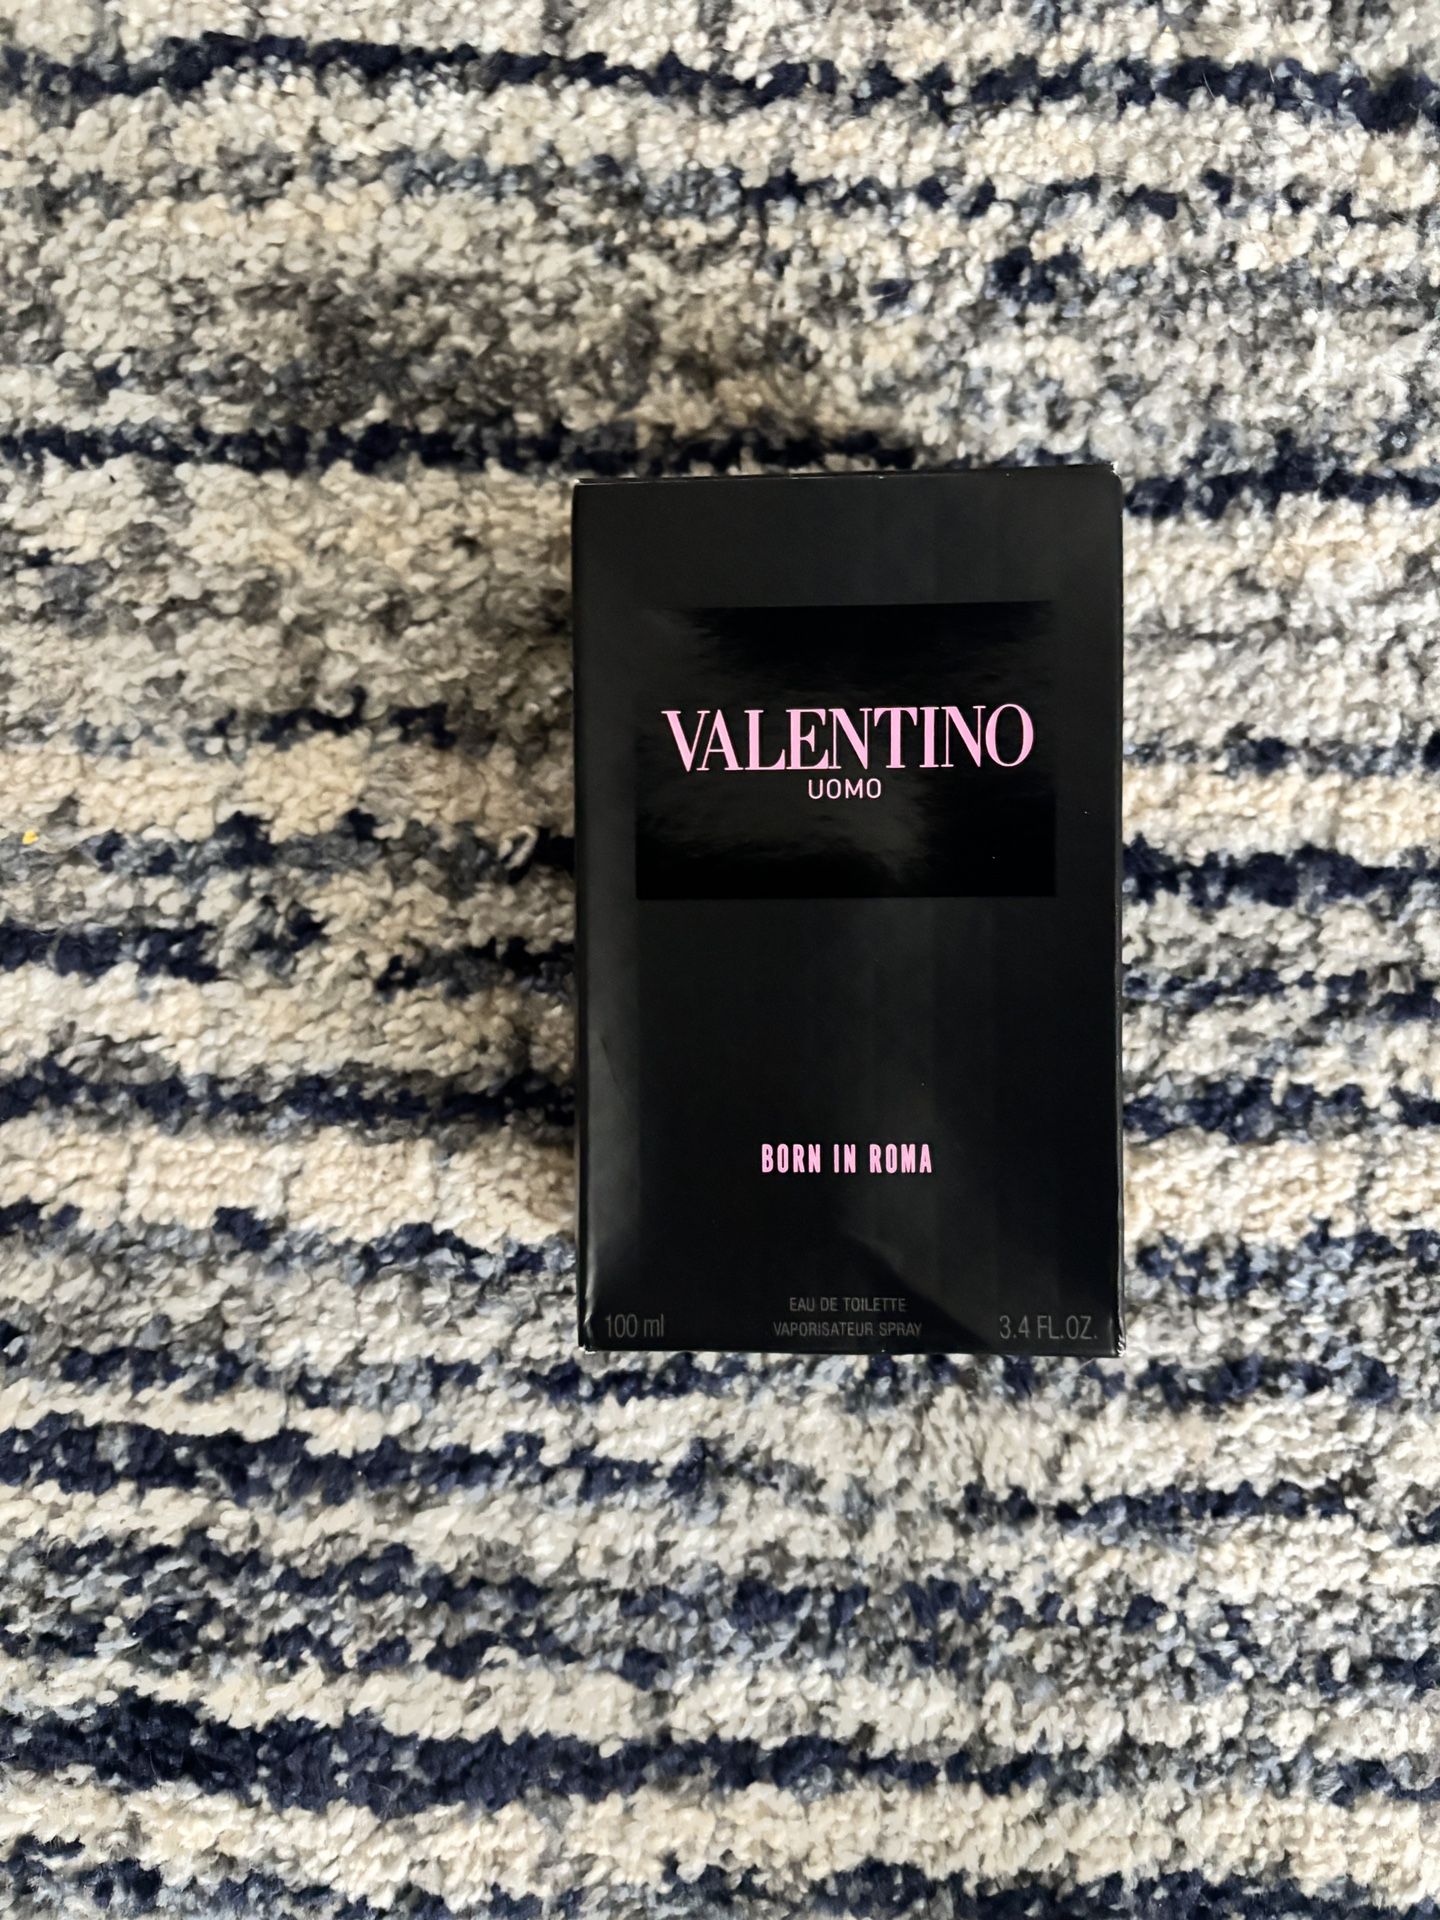 VALENTINO
UOMO
BORN IN ROMA
EAU DE TOILETTE
100 ml VAPORISATEUR SPRAY 3.4 FL.OZ.